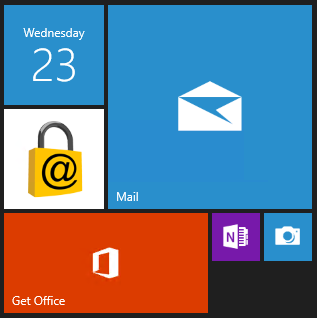 Wednesday
23
@
Mail
N
Get Office